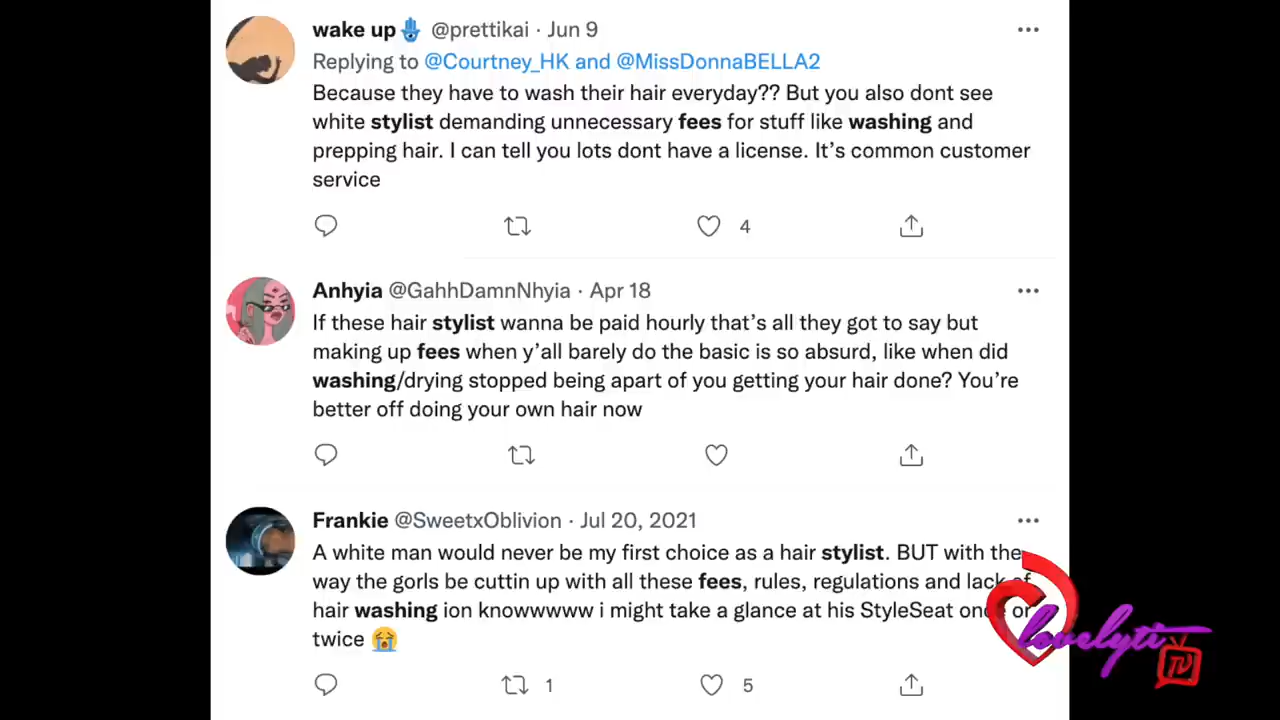 wake up @prettikai · Jun 9
Replying to @Courtney_HK and @MissDonnaBELLA2
Because they have to wash their hair everyday?? But you also dont see
white stylist demanding unnecessary fees for stuff like washing and
prepping hair. I can tell you lots dont have a license. It's common customer
service
4
Anhyia @GahhDamnNhyia · Apr 18
If these hair stylist wanna be paid hourly that's all they got to say but
making up fees when y'all barely do the basic is so absurd, like when did
washing/drying stopped being apart of you getting your hair done? You're
better off doing your own hair now
Frankie @SweetxOblivion · Jul 20, 2021
A white man would never be my first choice as a hair stylist. BUT with the
way the gorls be cuttin up with all these fees, rules, regulations and lack of
hair washing ion knowwwww i might take a glance at his StyleSeat once or
twice
1 5
lovelyti
TV